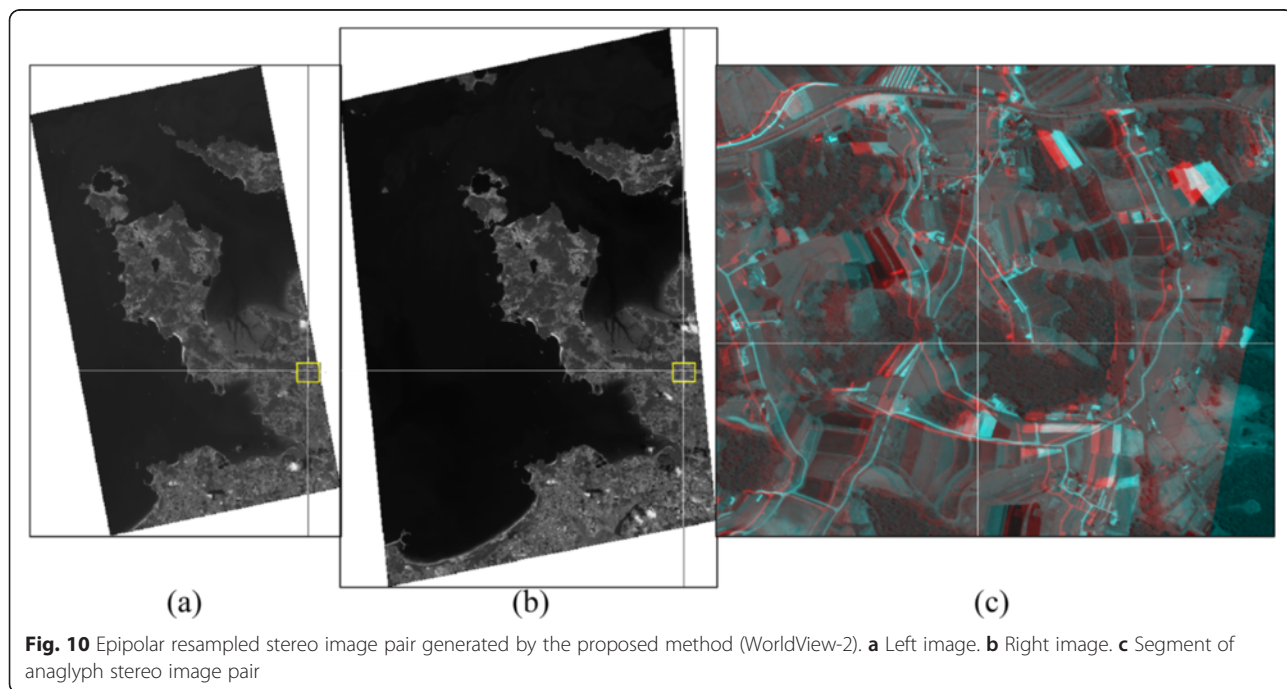 (a)
(b)
(c)
Fig. 10 Epipolar resampled stereo image pair generated by the proposed method (WorldView-2). a Left image. b Right image. c Segment of
anaglyph stereo image pair